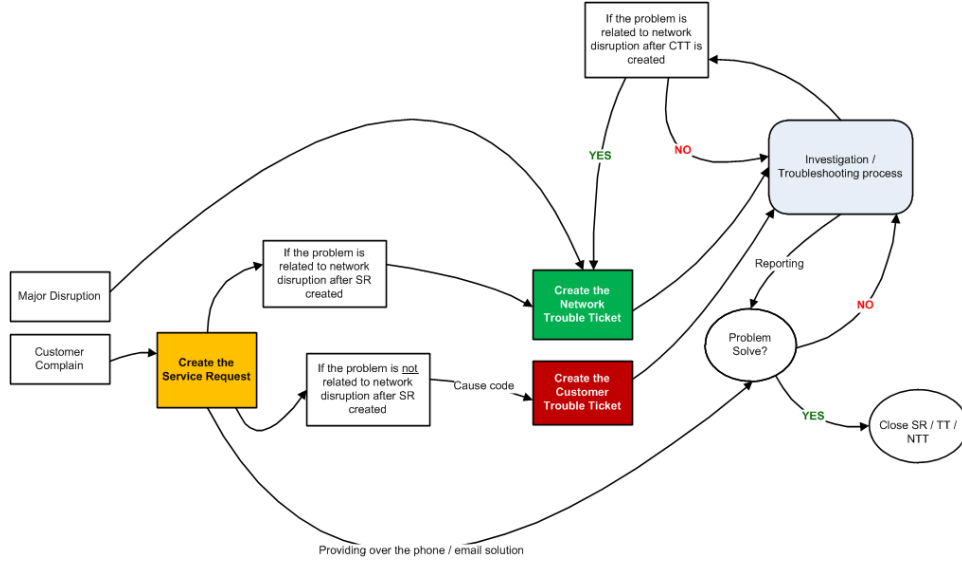 If the problem is
related to network
disruption after CTT is
created
YES
NO
Investigation /
Troubleshooting process
If the problem is
related to network
disruption after SR
created
Reporting
Major Disruption
Create the
Network
Trouble Ticket
NO
Customer
Complain
Create the
Service Request
If the problem is not
related to network
disruption after SR
created
Cause code
Create the
Customer
Trouble Ticket
Problem
Solve?
YES
Close SR / TT /
NTT
Providing over the phone / email solution